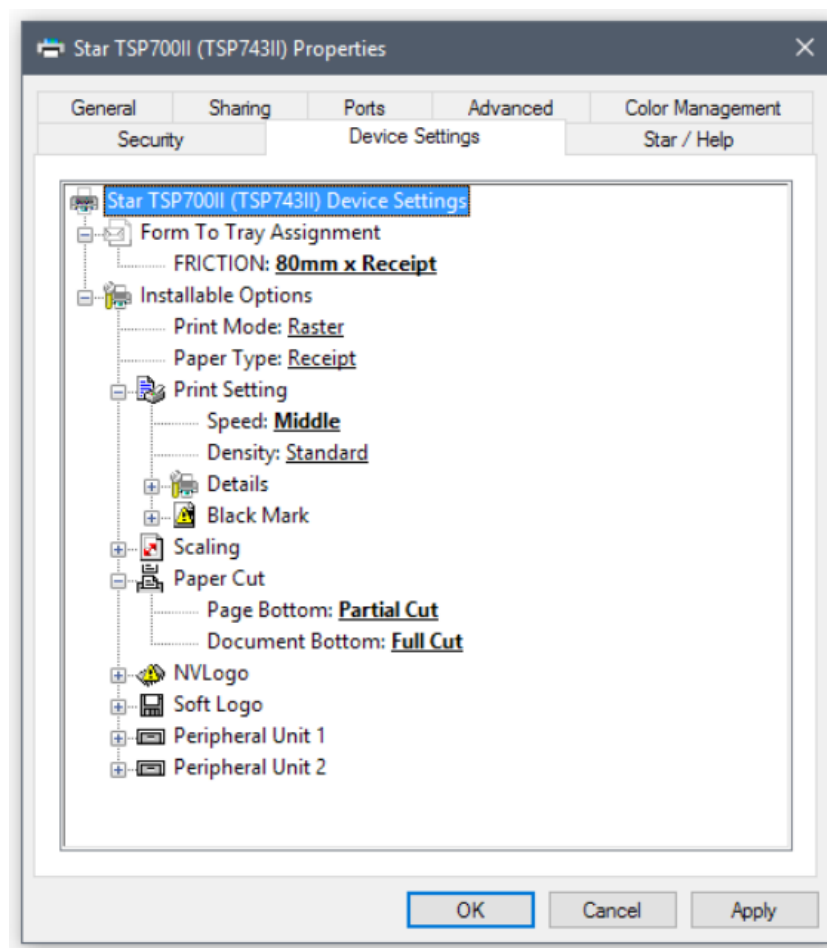 Star TSP700II (TSP743II) Properties
General Sharing Ports Advanced Color Management
Security Device Settings Star / Help
Star TSP700II (TSP743II) Device Settings
Form To Tray Assignment
FRICTION: 80mm x Receipt
Installable Options
Print Mode: Raster
Paper Type: Receipt
Print Setting
Speed: Middle
Density: Standard
Details
Black Mark
Scaling
Paper Cut
Page Bottom: Partial Cut
Document Bottom: Full Cut
NVLogo
Soft Logo
Peripheral Unit 1
Peripheral Unit 2
OK Cancel Apply